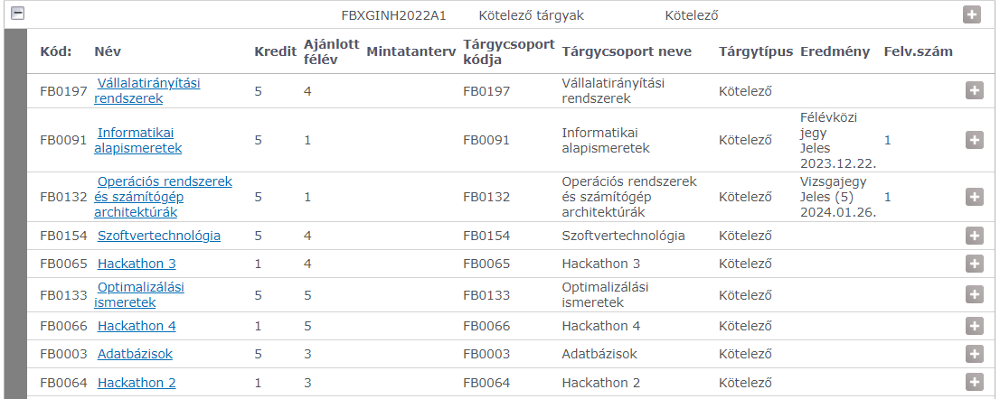 FBXGINH2022A1 Kötelező tárgyak Kötelező
Kód: Név Kredit Ajánlott félév Mintatanterv Tárgycsoport kódja Tárgycsoport neve Tárgytípus Eredmény Felv.szám
FB0197 Vállalatirányítási rendszerek 5 4 FB0197 Vállalatirányítási rendszerek Kötelező
FB0091 Informatikai alapismeretek 5 1 FB0091 Informatikai alapismeretek Kötelező Félévközi jegy Jeles 2023.12.22. 1
FB0132 Operációs rendszerek és számítógép architektúrák 5 1 FB0132 Operációs rendszerek és számítógép architektúrák Kötelező Vizsgajegy Jeles (5) 2024.01.26. 1
FB0154 Szoftvertechnológia 5 4 FB0154 Szoftvertechnológia Kötelező
FB0065 Hackathon 3 1 4 FB0065 Hackathon 3 Kötelező
FB0133 Optimalizálási ismeretek 5 5 FB0133 Optimalizálási ismeretek Kötelező
FB0066 Hackathon 4 1 5 FB0066 Hackathon 4 Kötelező
FB0003 Adatbázisok 5 3 FB0003 Adatbázisok Kötelező
FB0064 Hackathon 2 1 3 FB0064 Hackathon 2 Kötelező